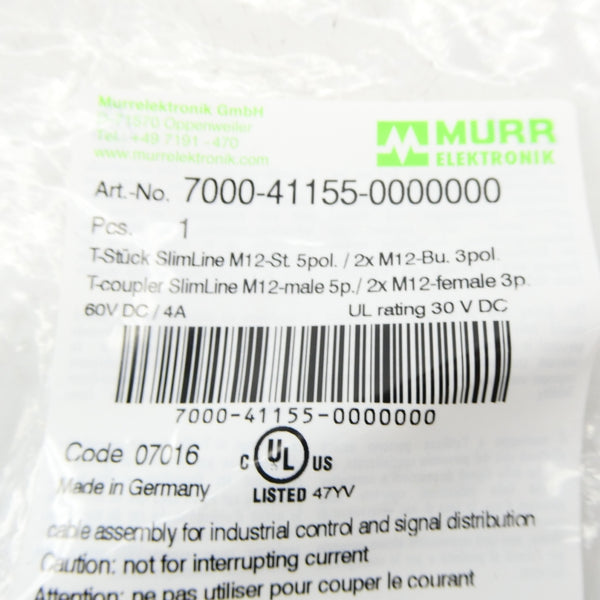 Murrelektronik GmbH
D-71570 Oppenweiler
Tel.: +49 7191 -470
www.murrelektronik.com
MURR
ELEKTRONIK
Art.-No. 7000-41155-0000000
Pcs. 1
T-Stück SlimLine M12-St. 5pol. / 2x M12-Bu. 3pol.
T-coupler SlimLine M12-male 5p./ 2x M12-female 3p.
60V DC / 4A UL rating 30 V DC
7000-41155-0000000
Code 07016
C UL US
Made in Germany
LISTED 47YV
cable assembly for industrial control and signal distribution
Caution: not for interrupting current
Attention: ne pas utiliser pour couper le courant